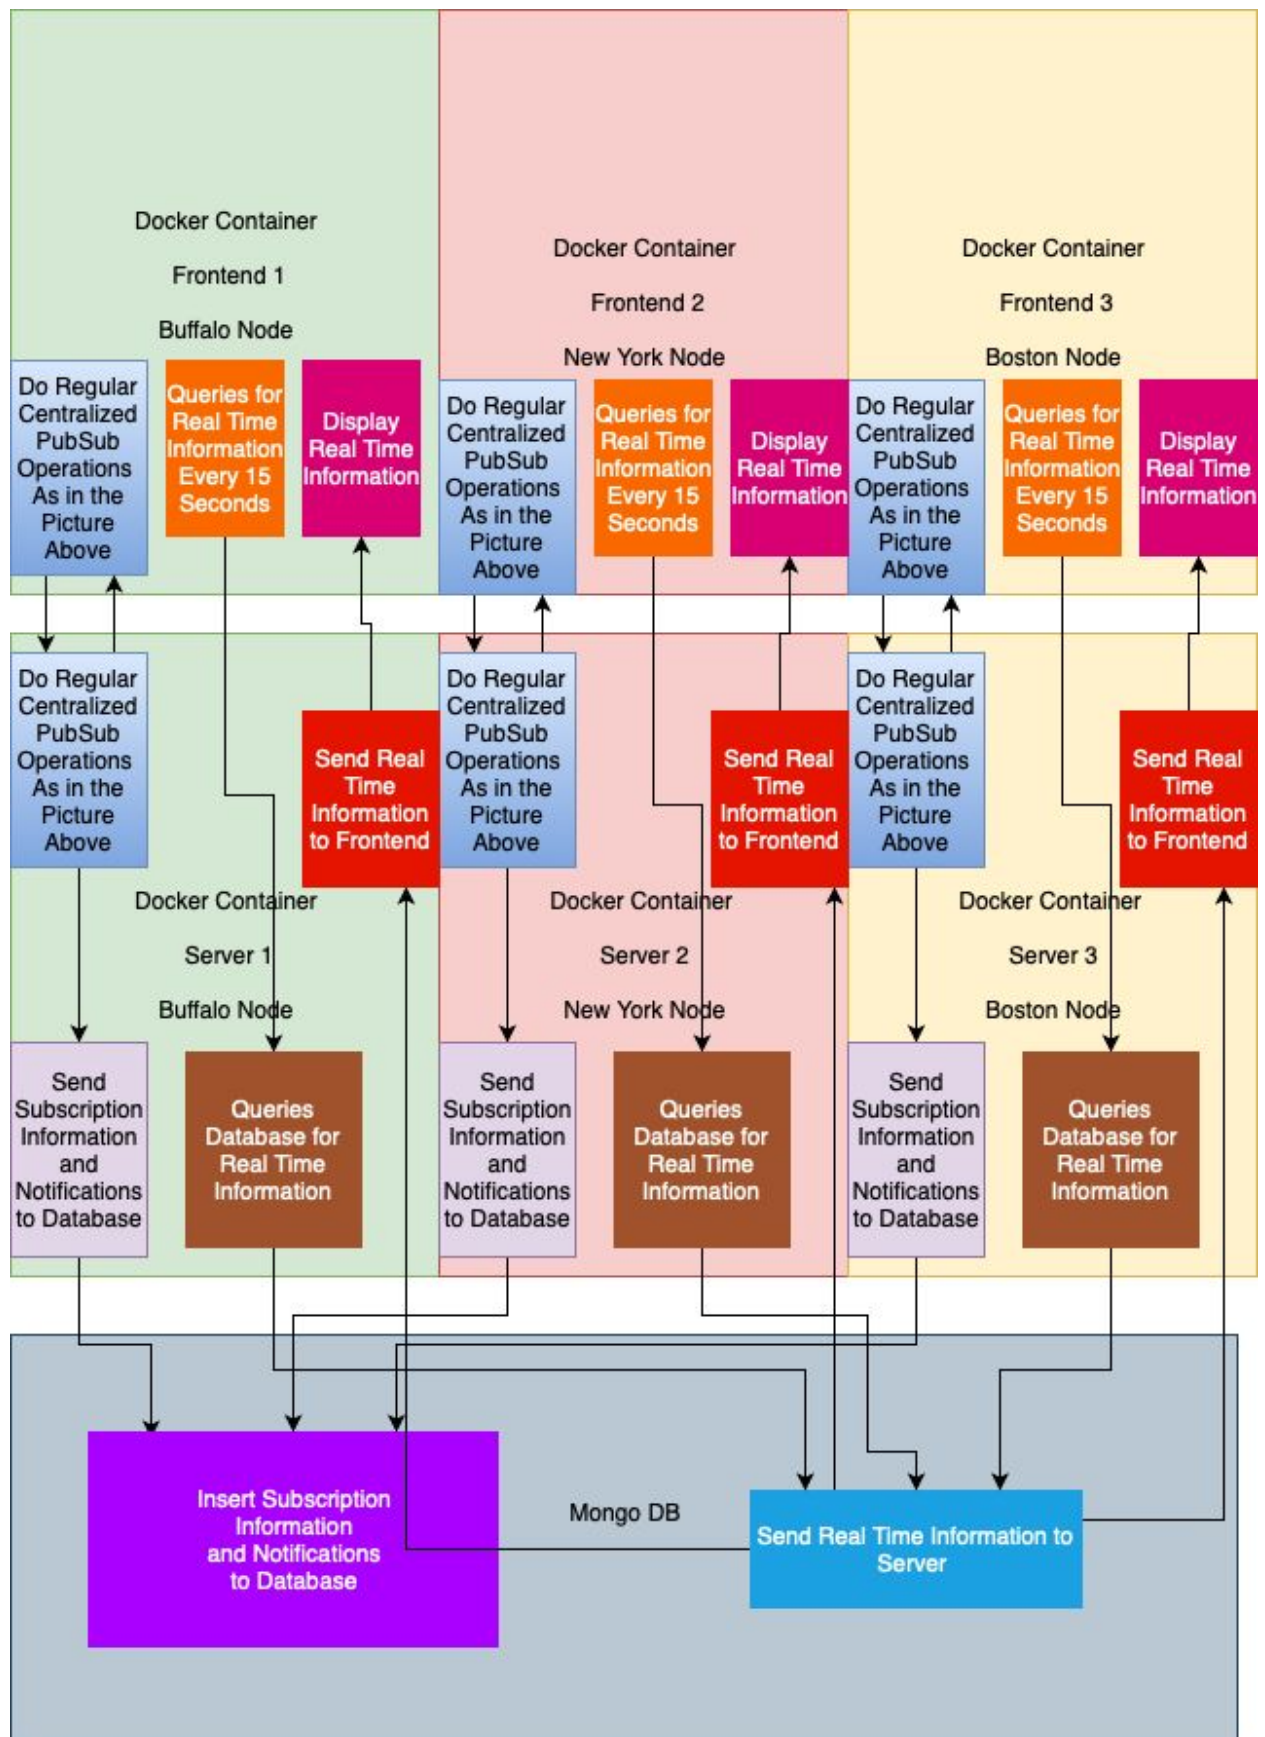 Docker Container
Frontend 1
Buffalo Node
Docker Container
Frontend 2
New York Node
Docker Container
Frontend 3
Boston Node
Do Regular
Centralized
PubSub
Operations
As in the
Picture
Above
Queries for
Real Time
Information
Every 15
Seconds
Display
Real Time
Information
Do Regular
Centralized
PubSub
Operations
As in the
Picture
Above
Queries for
Real Time
Information
Every 15
Seconds
Display
Real Time
Information
Do Regular
Centralized
PubSub
Operations
As in the
Picture
Above
Queries for
Real Time
Information
Every 15
Seconds
Display
Real Time
Information
Do Regular
Centralized
PubSub
Operations
As in the
Picture
Above
Send Real
Time
Information
to Frontend
Do Regular
Centralized
PubSub
Operations
As in the
Picture
Above
Send Real
Time
Information
to Frontend
Do Regular
Centralized
PubSub
Operations
As in the
Picture
Above
Send Real
Time
Information
to Frontend
Docker Container
Server 1
Buffalo Node
Docker Container
Server 2
New York Node
Docker Container
Server 3
Boston Node
Send
Subscription
Information
and
Notifications
to Database
Queries
Database for
Real Time
Information
Send
Subscription
Information
and
Notifications
to Database
Queries
Database for
Real Time
Information
Send
Subscription
Information
and
Notifications
to Database
Queries
Database for
Real Time
Information
Insert Subscription
Information
and Notifications
to Database
Mongo DB
Send Real Time Information to
Server